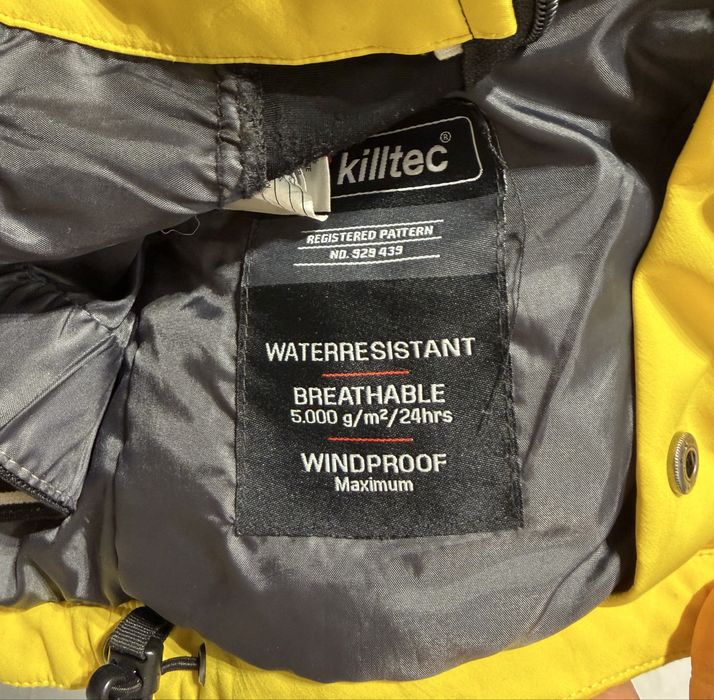 killtec®
REGISTERED PATTERN
NO. 929 439
WATERRESISTANT
BREATHABLE
5.000 g/m²/24hrs
WINDPROOF
Maximum